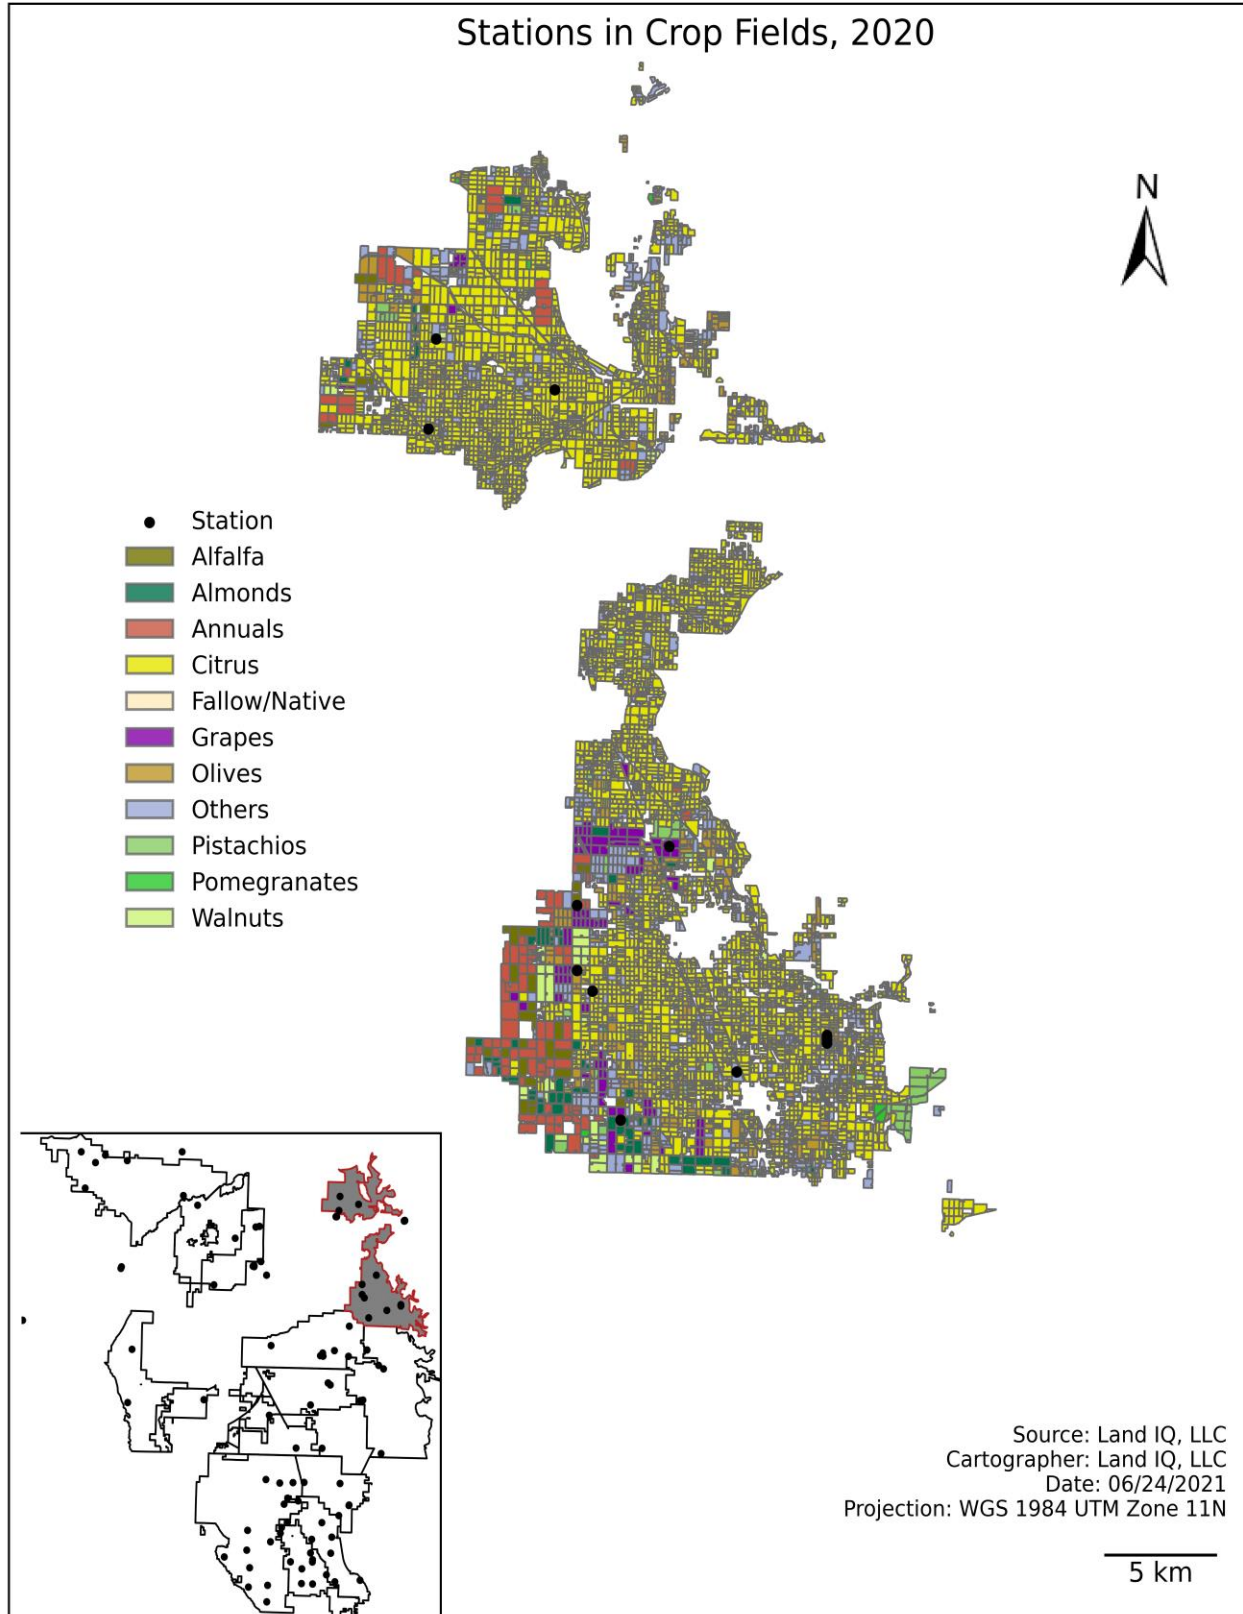 Stations in Crop Fields, 2020
N
Station
Alfalfa
Almonds
Annuals
Citrus
Fallow/Native
Grapes
Olives
Others
Pistachios
Pomegranates
Walnuts
Source: Land IQ, LLC
Cartographer: Land IQ, LLC
Date: 06/24/2021
Projection: WGS 1984 UTM Zone 11N
5 km